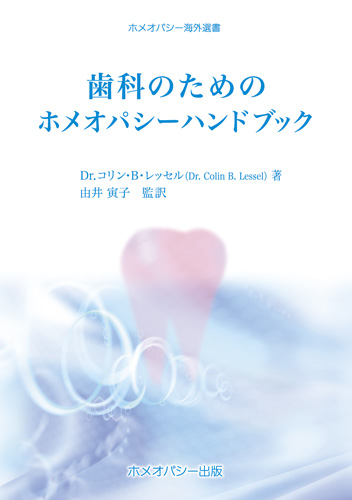 ホメオパシー海外選書
歯科のための
ホメオパシーハンドブック
Dr.コリン・B・レッセル(Dr. Colin B. Lessel) 著
由井 寅子　監訳
ホメオパシー出版